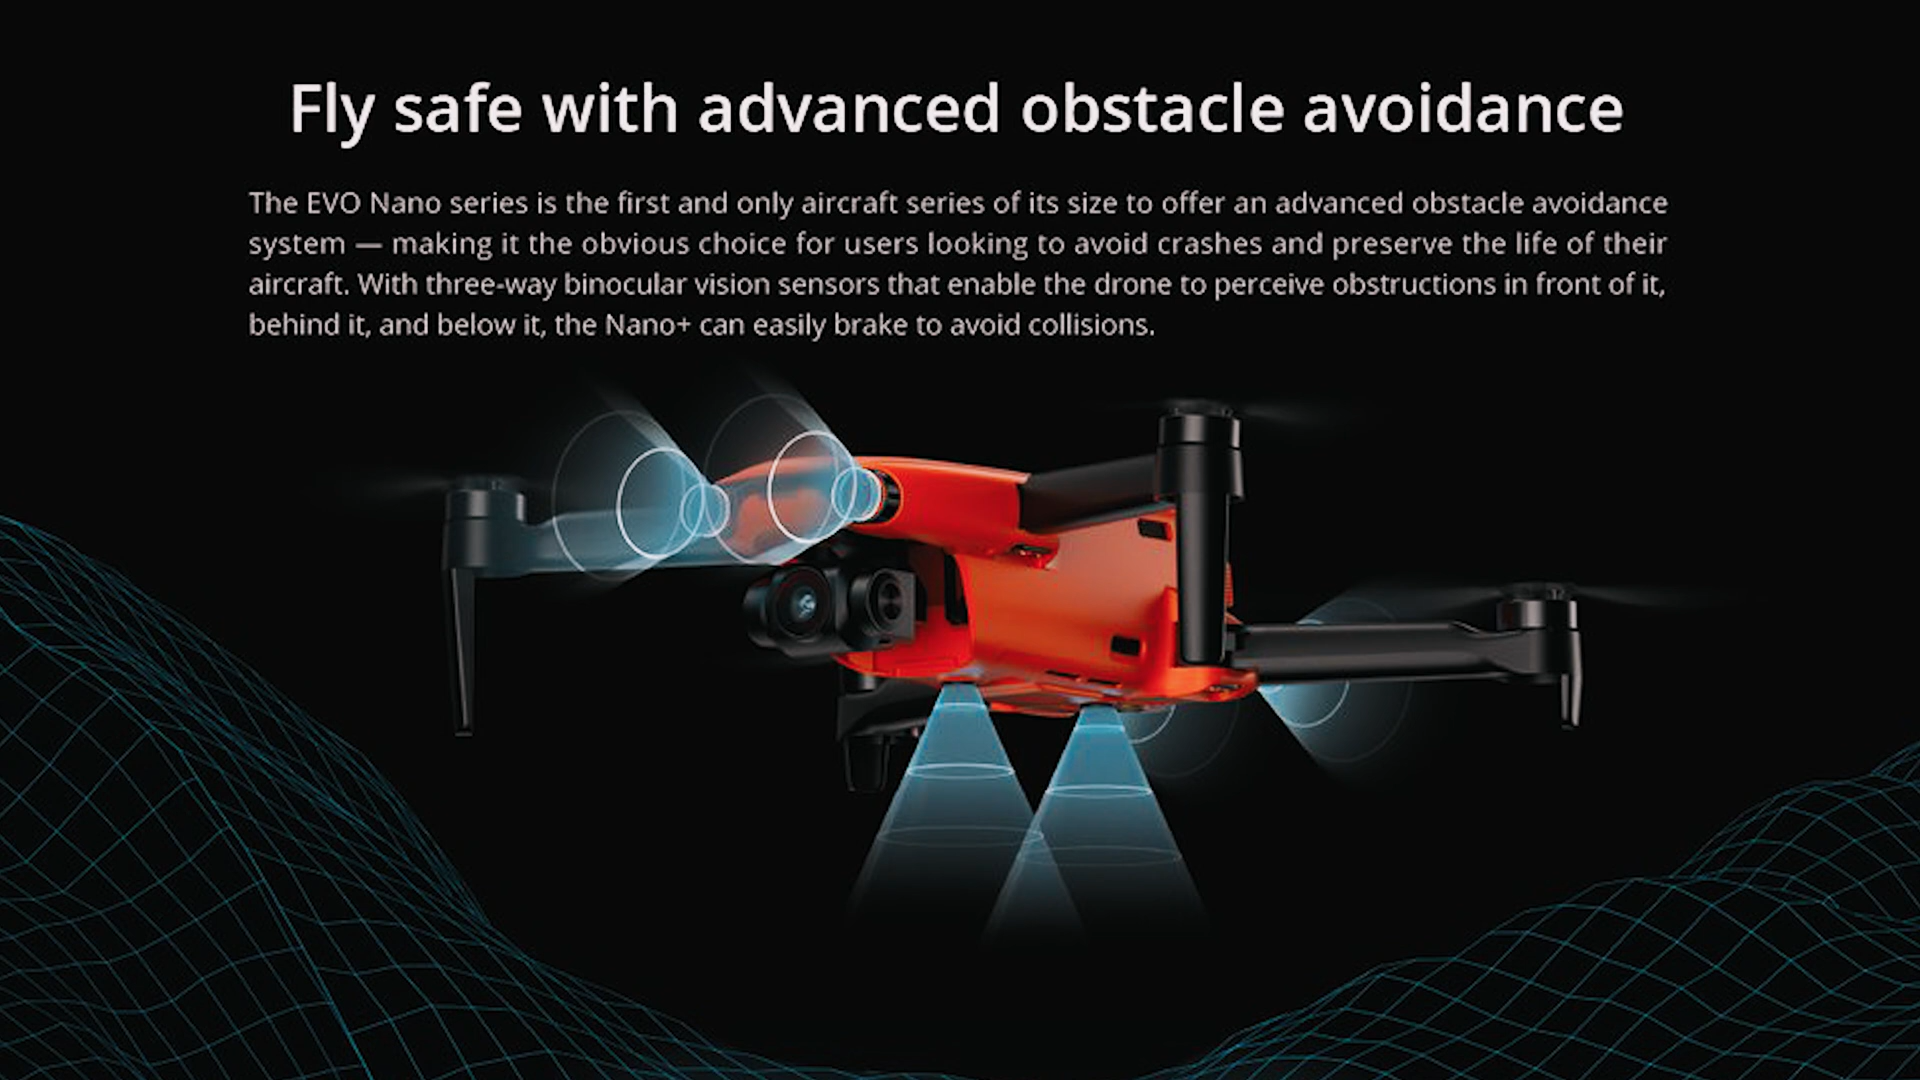 Fly safe with advanced obstacle avoidance
The EVO Nano series is the first and only aircraft series of its size to offer an advanced obstacle avoidance
system — making it the obvious choice for users looking to avoid crashes and preserve the life of their
aircraft. With three-way binocular vision sensors that enable the drone to perceive obstructions in front of it,
behind it, and below it, the Nano+ can easily brake to avoid collisions.